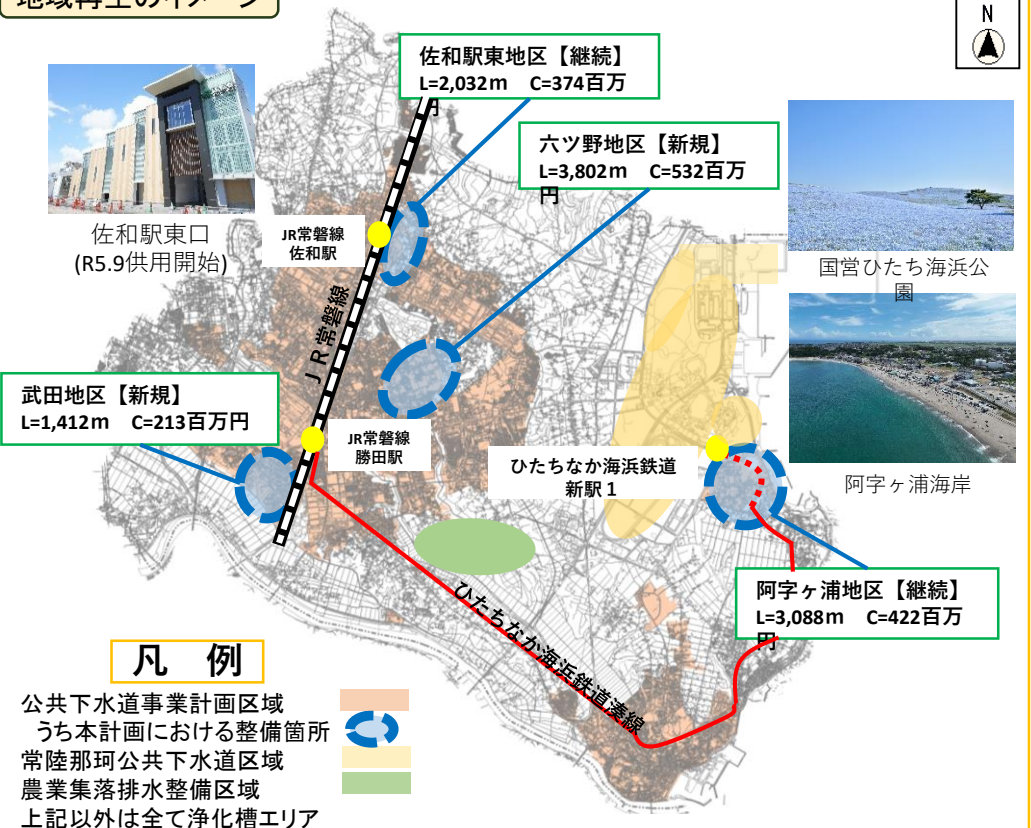 地域再生のイメージ
N
佐和駅東地区【継続】
L=2,032m C=374百万
円
六ツ野地区【新規】
L=3,802m C=532百万
円
佐和駅東口
(R5.9供用開始)
JR常磐線
佐和駅
国営ひたち海浜公
園
JR常磐線
武田地区【新規】
L=1,412m C=213百万円
JR常磐線
勝田駅
ひたちなか海浜鉄道
新駅1
阿字ヶ浦海岸
阿字ヶ浦地区【継続】
L=3,088m C=422百万
円
ひたちなか海浜鉄道湊線
凡 例
公共下水道事業計画区域
うち本計画における整備箇所
常陸那珂公共下水道区域
農業集落排水整備区域
上記以外は全て浄化槽エリア